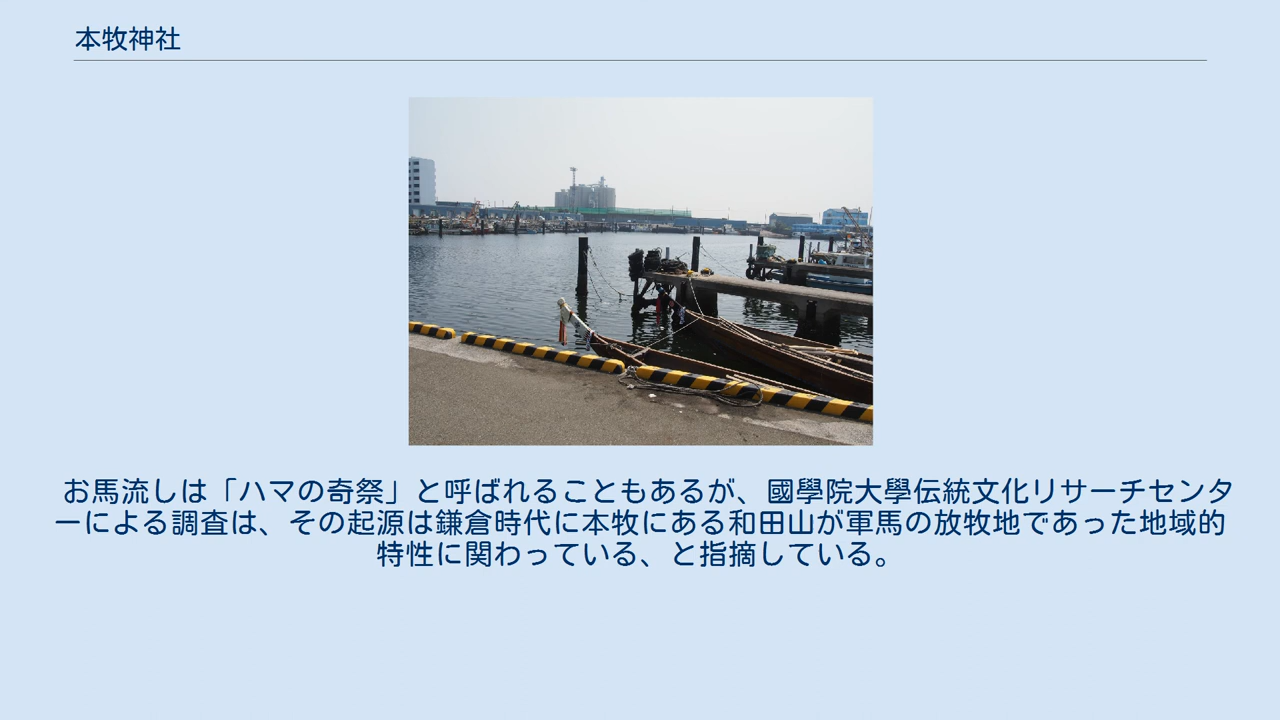 本牧神社
お馬流しは「ハマの奇祭」と呼ばれることもあるが、國學院大學伝統文化リサーチセンタ
ーによる調査は、その起源は鎌倉時代に本牧にある和田山が軍馬の放牧地であった地域的
特性に関わっている、と指摘している。